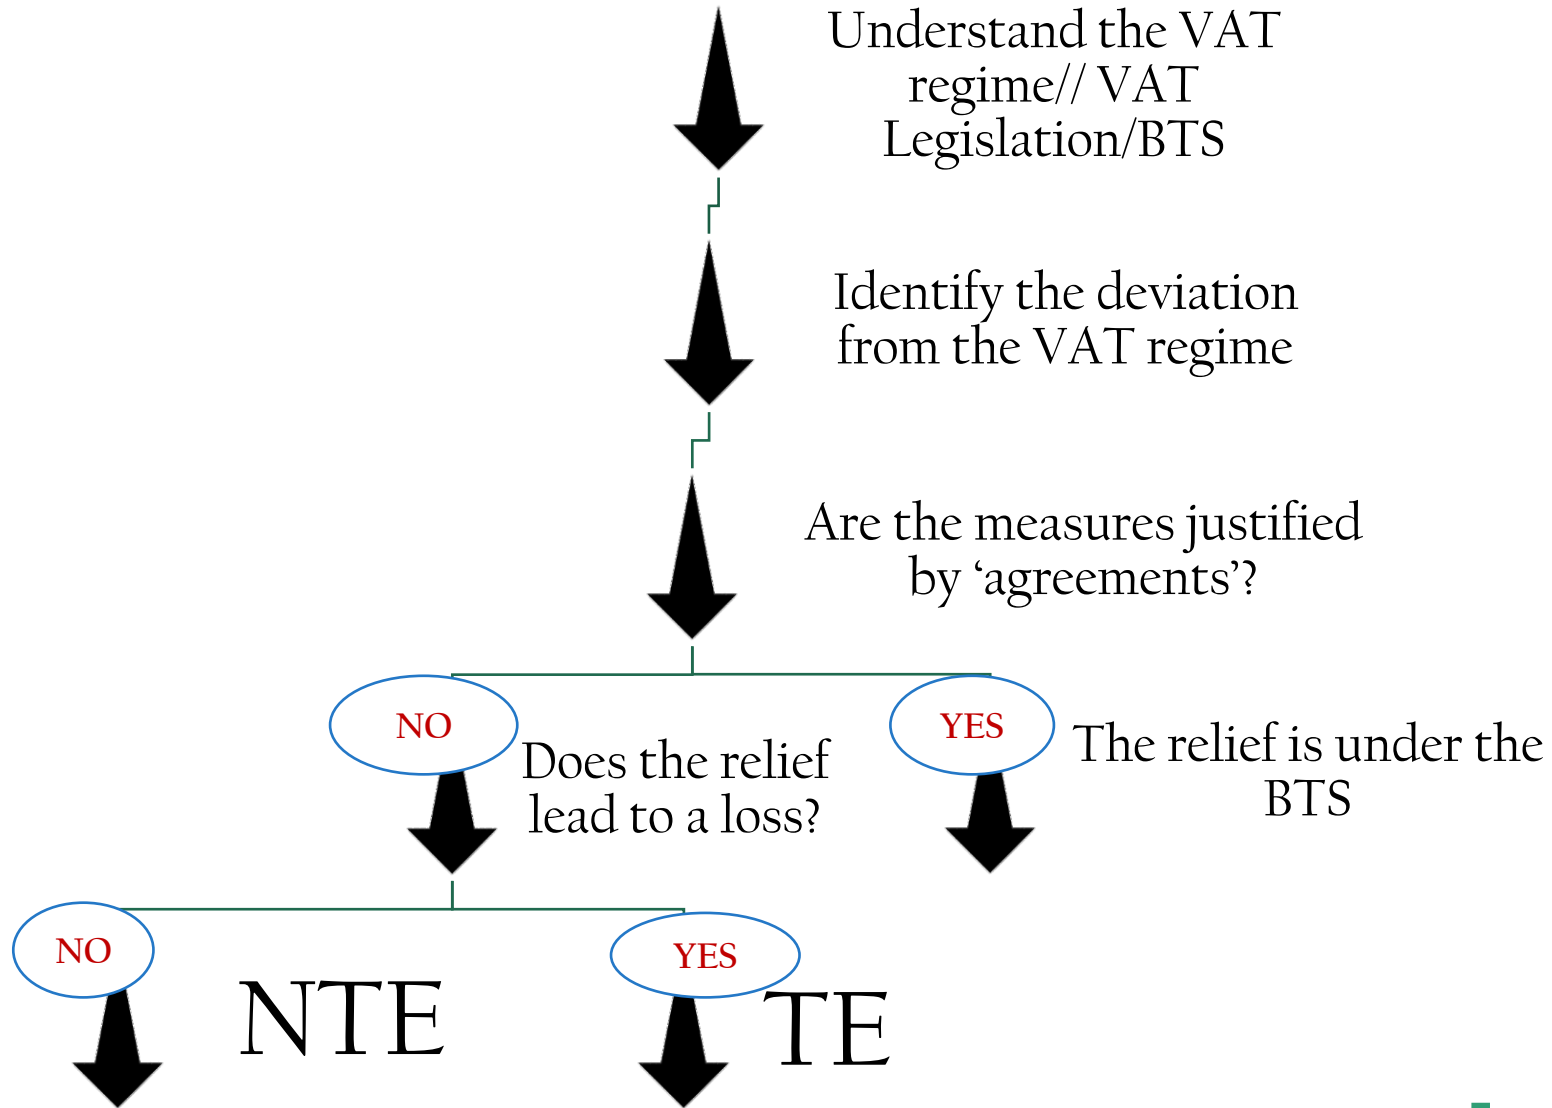 Understand the VAT
regime// VAT
Legislation/BTS
Identify the deviation
from the VAT regime
Are the measures justified
by ‘agreements’?
NO
YES
Does the relief
lead to a loss?
The relief is under the
BTS
NO
YES
NTE
TE